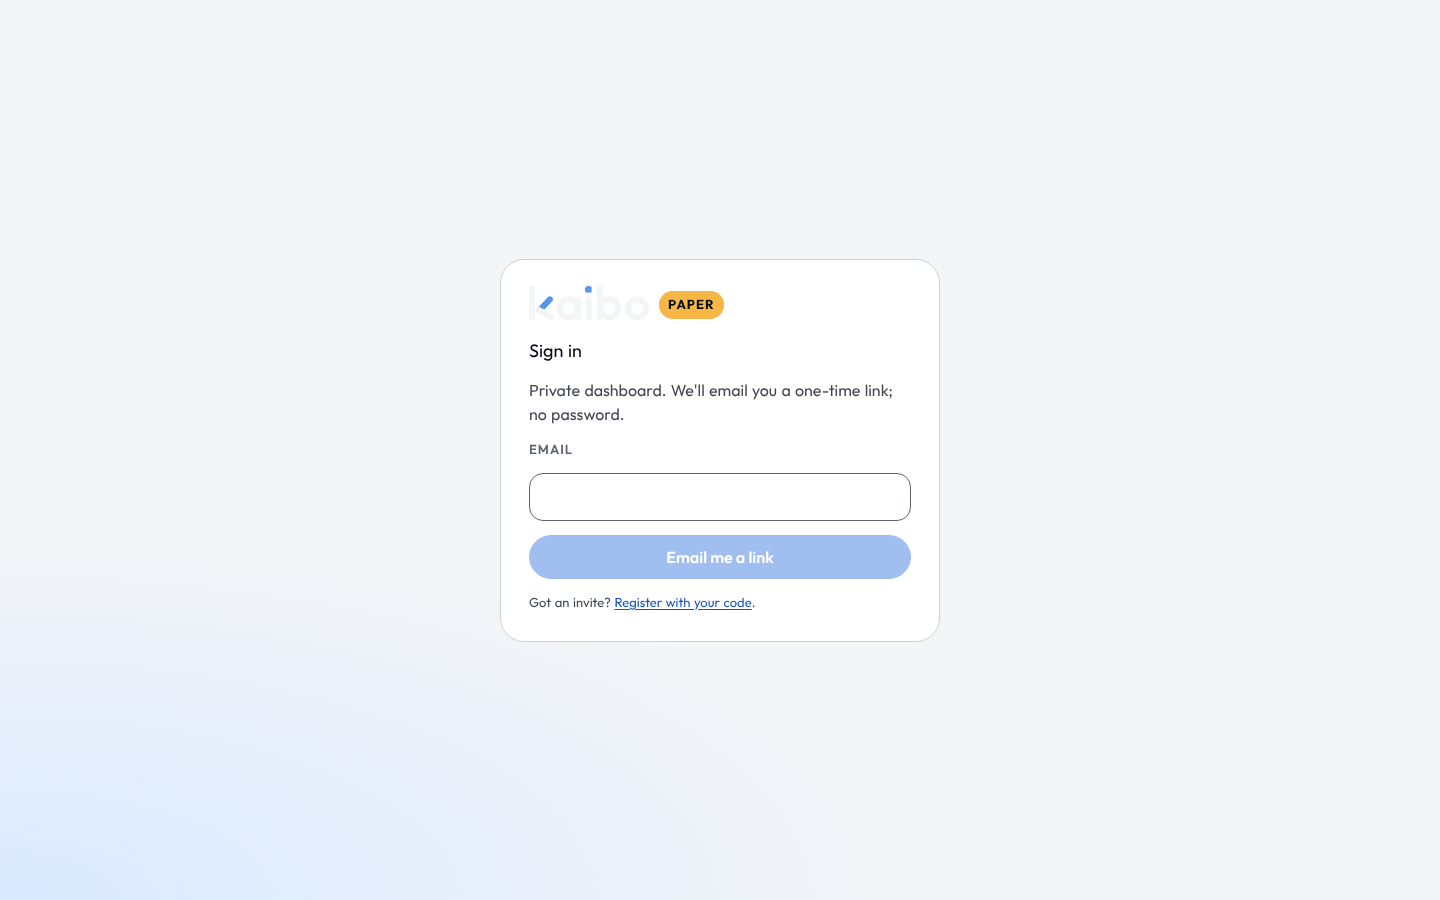 kaibo PAPER
Sign in
Private dashboard. We'll email you a one-time link;
no password.
EMAIL
Email me a link
Got an invite? Register with your code.